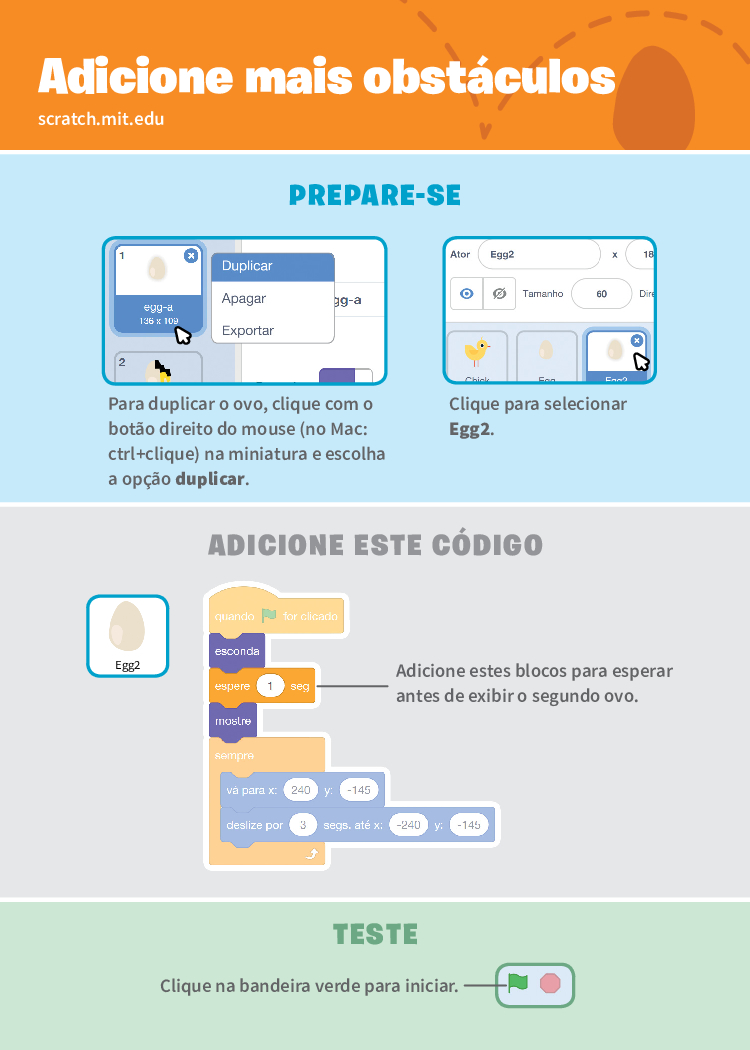 Adicione mais obstáculos
scratch.mit.edu
PREPARE-SE
1
egg-a
136 x 109
2
Duplicar
Apagar
Exportar
gg-a
Ator Egg2 x 18
Tamanho 60 Dire
Chick Egg Egg2
Para duplicar o ovo, clique com o
botão direito do mouse (no Mac:
ctrl+clique) na miniatura e escolha
a opção duplicar.
Clique para selecionar
Egg2.
ADICIONE ESTE CÓDIGO
Egg2
quando for clicado
esconda
espere 1 seg
mostre
sempre
vá para x: 240 y: -145
deslize por 3 segs. até x: -240 y: -145
Adicione estes blocos para esperar
antes de exibir o segundo ovo.
TESTE
Clique na bandeira verde para iniciar.